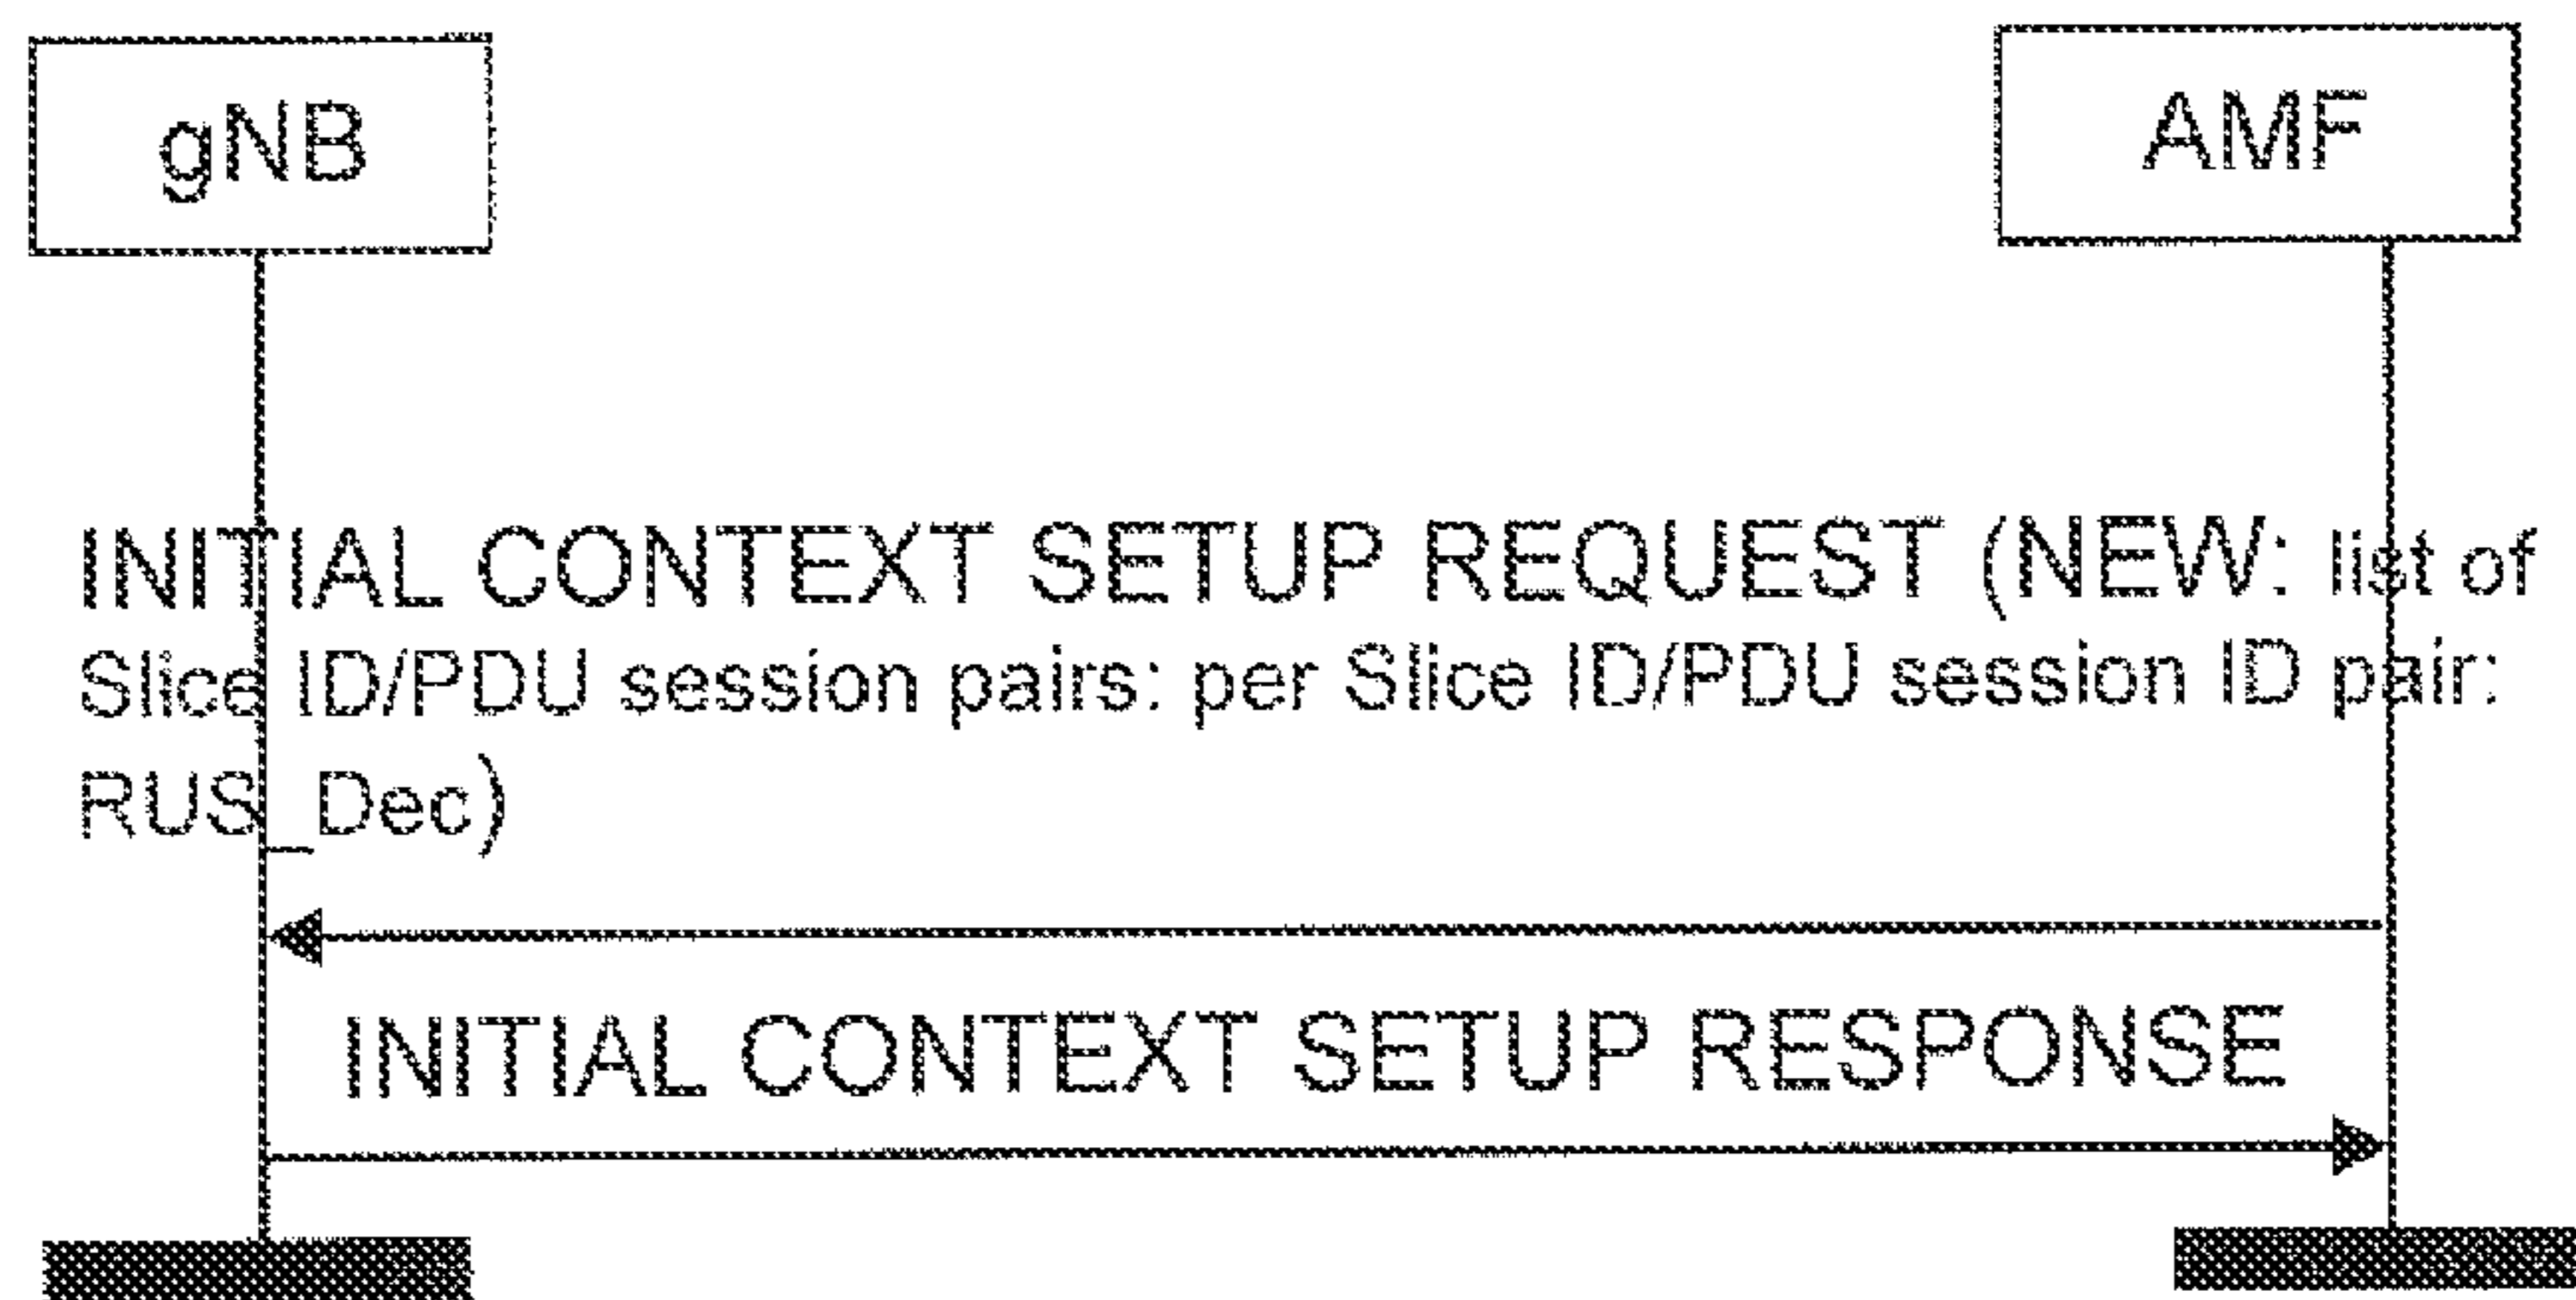 gNB
AMF
INITIAL CONTEXT SETUP REQUEST (NEW: list of
Slice ID/PDU session pairs: per Slice ID/PDU session ID pair:
RUS_Dec)
INITIAL CONTEXT SETUP RESPONSE